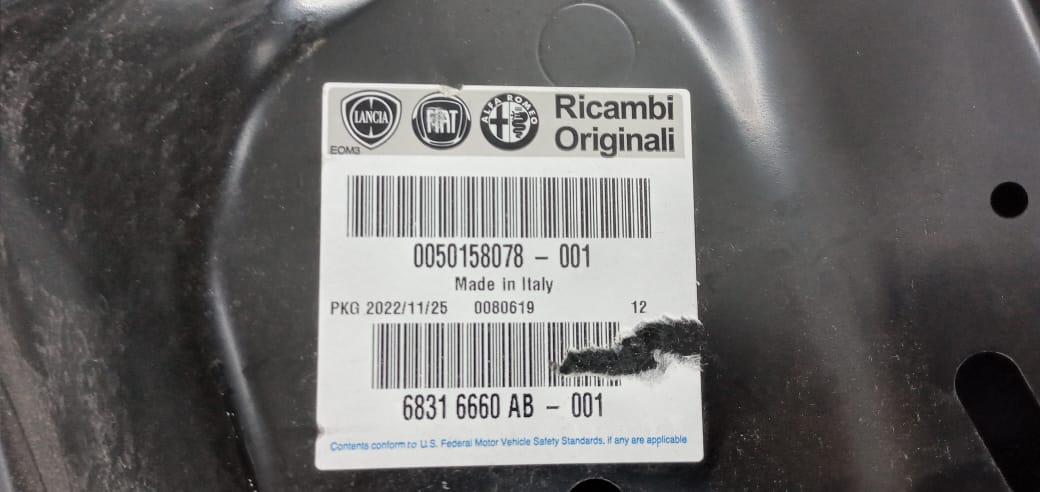 LANCIA FIAT ALFA ROMEO Ricambi
Originali
EOM3
0050158078 - 001
Made in Italy
PKG 2022/11/25 0080619 12
6831 6660 AB - 001
Contents conform to U.S. Federal Motor Vehicle Safety Standards, if any are applicable